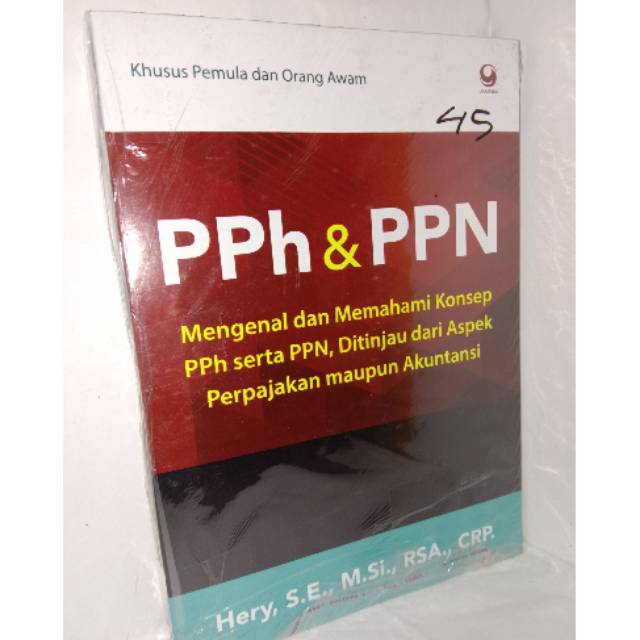 Khusus Pemula dan Orang Awam
45
PPh & PPN
Mengenal dan Memahami Konsep
PPh serta PPN, Ditinjau dari Aspek
Perpajakan maupun Akuntansi
Hery, S.E., M.Si., RSA., CRP.